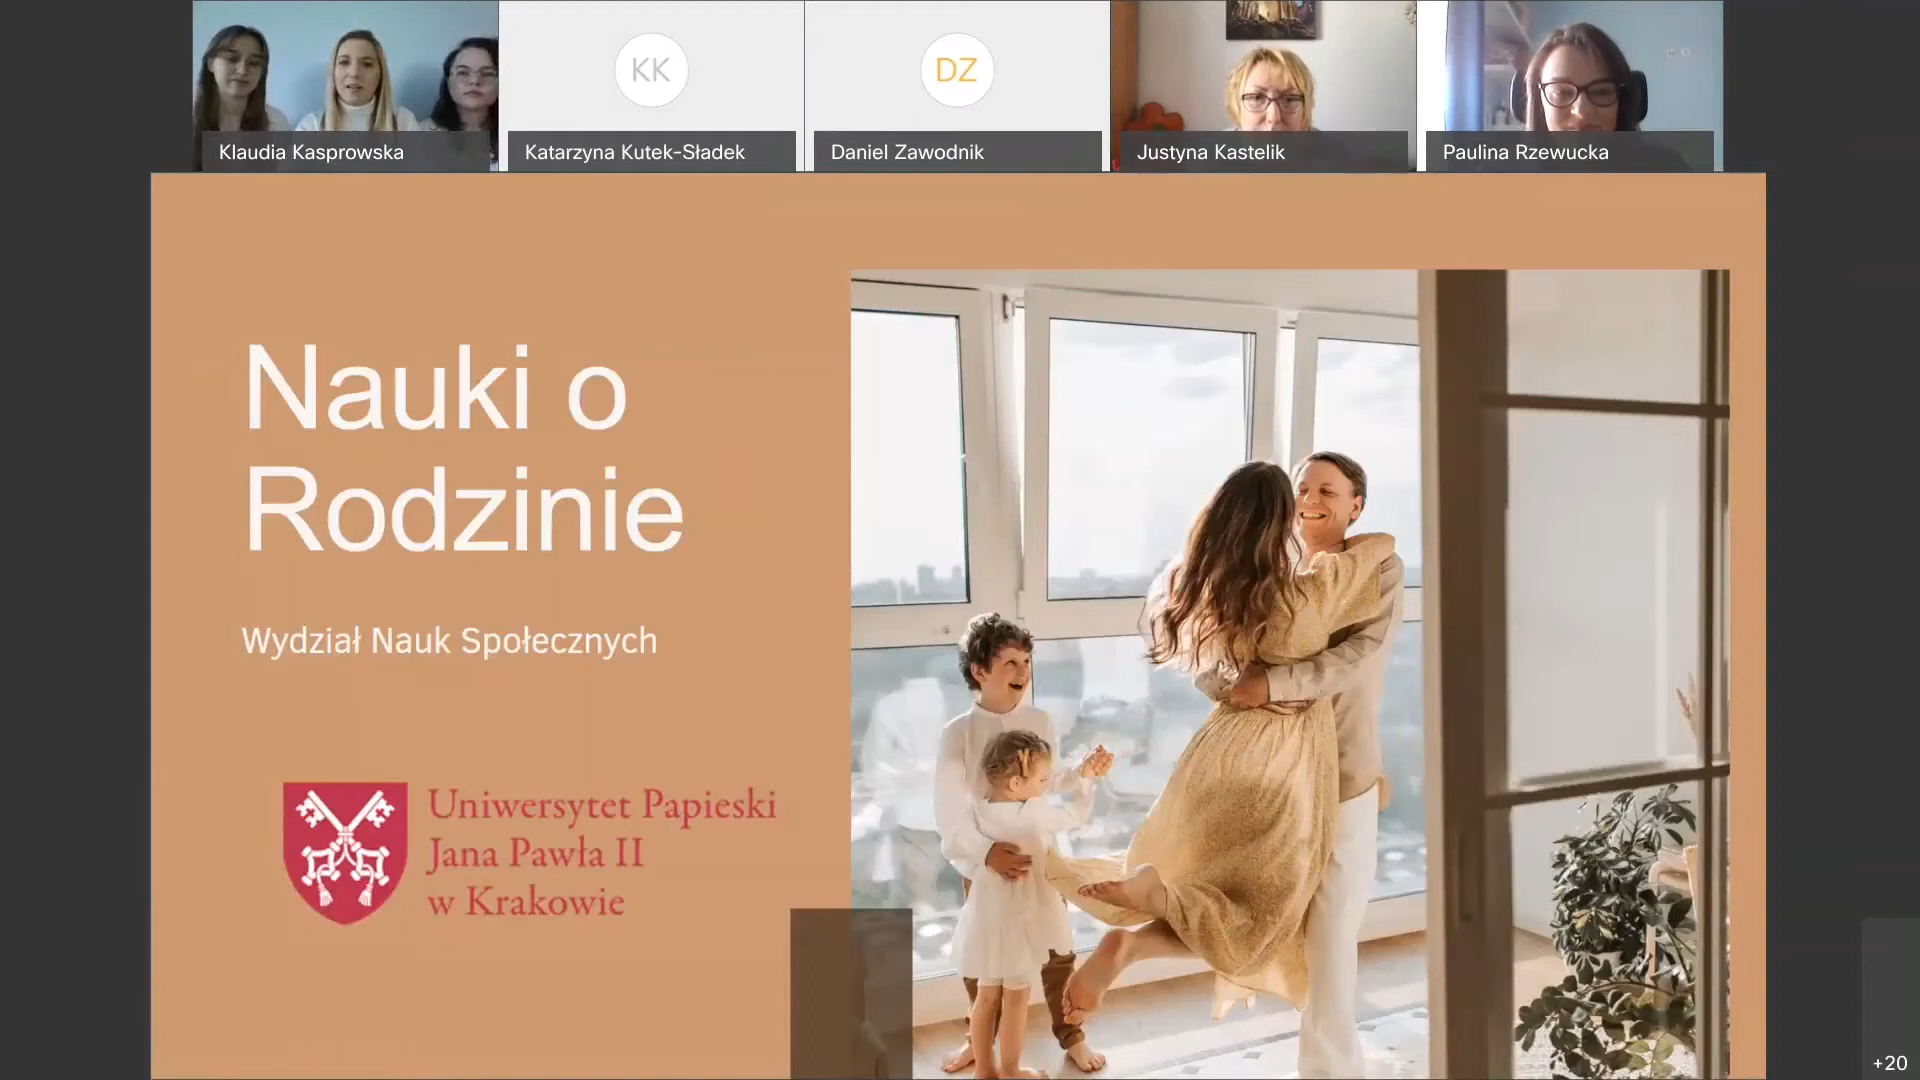 Klaudia Kasprowska
KK
Katarzyna Kutek-Sładek
DZ
Daniel Zawodnik
Justyna Kastelik
Paulina Rzewucka
Nauki o
Rodzinie
Wydział Nauk Społecznych
Uniwersytet Papieski
Jana Pawła II
w Krakowie
+20